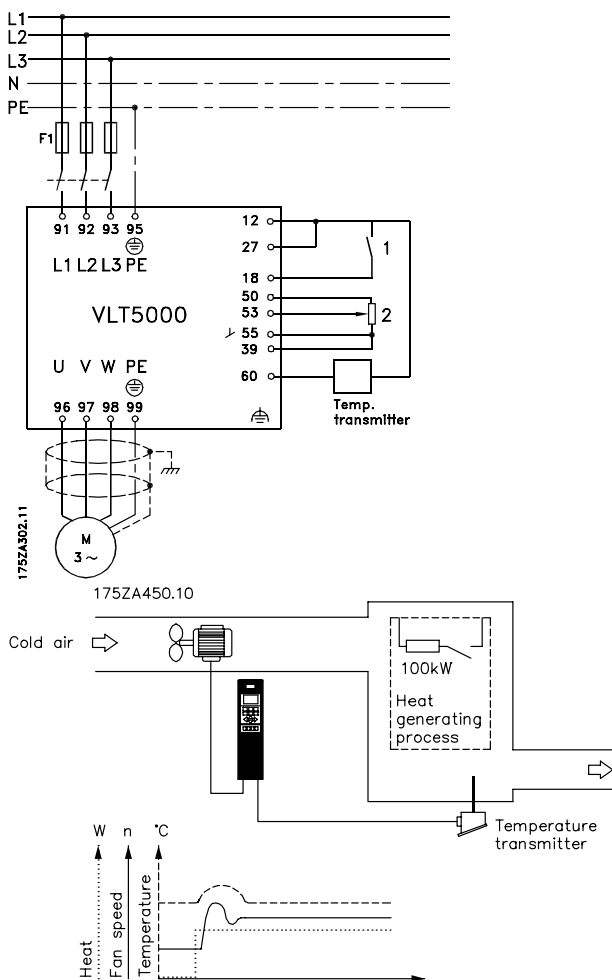 L1
L2
L3
N
PE
F1
91 92 93 95
L1 L2 L3 PE
VLT5000
U V W PE
96 97 98 99
12
27
18
50
53
55
39
60
1
2
Temp.
transmitter
M
3 ~
175ZA302.11
175ZA450.10
Cold air
100kW
Heat
generating
process
Temperature
transmitter
W n °C
Heat
Fan speed
Temperature